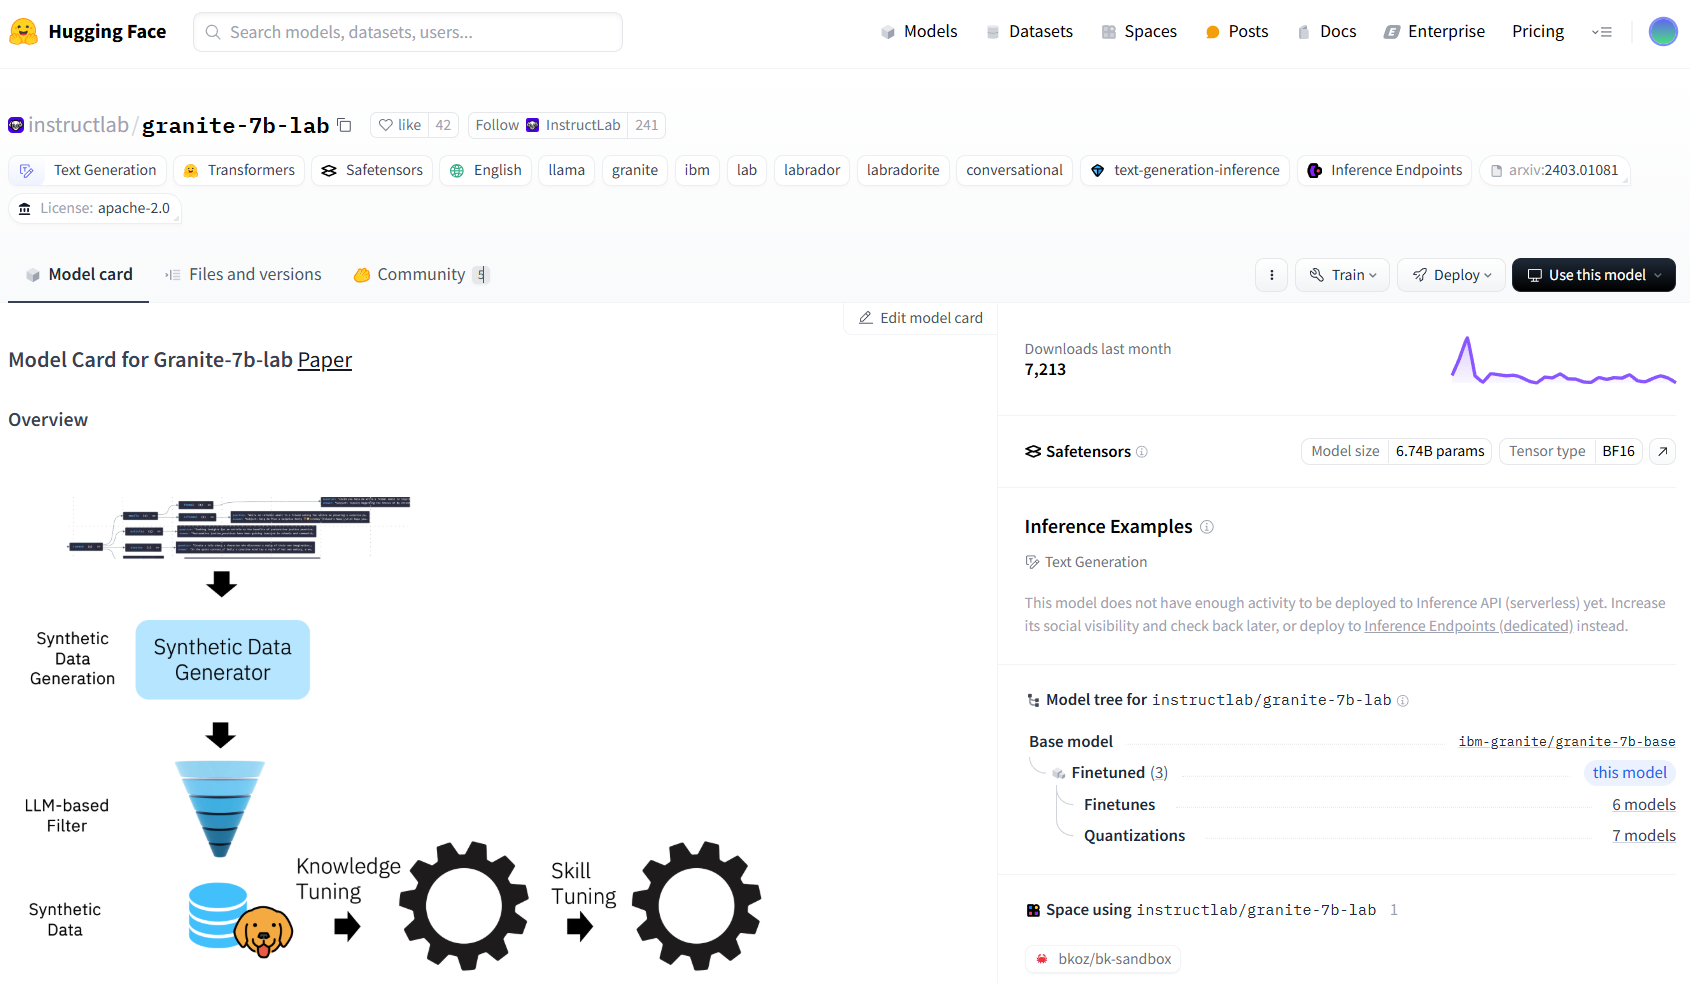 Hugging Face
Search models, datasets, users...
Models
Datasets
Spaces
Posts
Docs
Enterprise
Pricing
instructlab/granite-7b-lab
like 42
Follow InstructLab 241
Text Generation
Transformers
Safetensors
English
llama
granite
ibm
lab
labrador
labradorite
conversational
text-generation-inference
Inference Endpoints
arxiv:2403.01081
License: apache-2.0
Model card
Files and versions
Community 5
Train
Deploy
Use this model
Edit model card
Model Card for Granite-7b-lab Paper
Overview
Synthetic
Data
Generation
Synthetic Data
Generator
LLM-based
Filter
Knowledge
Tuning
Skill
Tuning
Synthetic
Data
Downloads last month
7,213
Safetensors
Model size 6.74B params
Tensor type BF16
Inference Examples
Text Generation
This model does not have enough activity to be deployed to Inference API (serverless) yet. Increase
its social visibility and check back later, or deploy to Inference Endpoints (dedicated) instead.
Model tree for instructlab/granite-7b-lab
Base model ibm-granite/granite-7b-base
Finetuned (3) this model
Finetunes 6 models
Quantizations 7 models
Space using instructlab/granite-7b-lab 1
bkoz/bk-sandbox